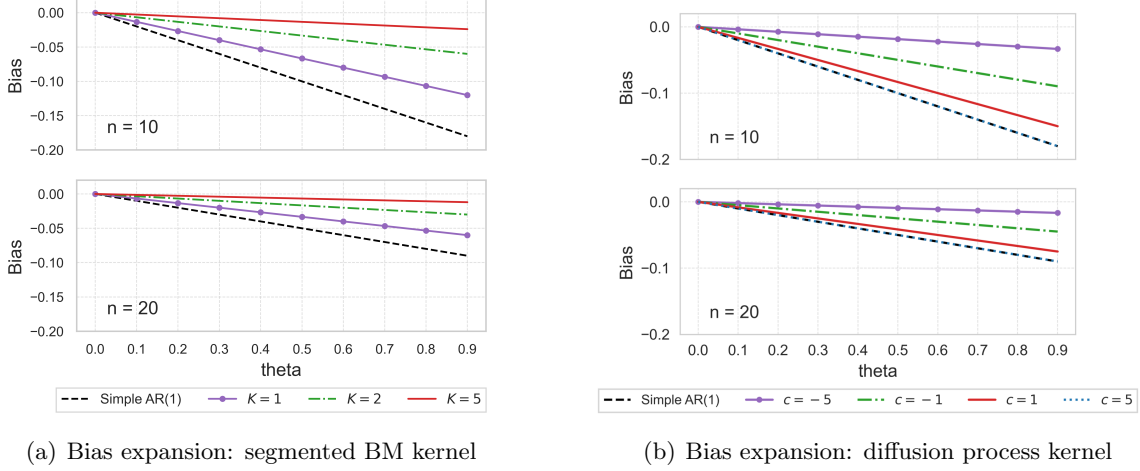 0.00
−0.05
−0.10
−0.15
−0.20
Bias
n = 10
0.00
−0.05
−0.10
−0.15
−0.20
Bias
n = 20
0.0 0.1 0.2 0.3 0.4 0.5 0.6 0.7 0.8 0.9
theta
Simple AR(1) K = 1 K = 2 K = 5
(a) Bias expansion: segmented BM kernel
0.0
−0.1
−0.2
Bias
n = 10
0.0
−0.1
−0.2
Bias
n = 20
0.0 0.1 0.2 0.3 0.4 0.5 0.6 0.7 0.8 0.9
theta
Simple AR(1) c = −5 c = −1 c = 1 c = 5
(b) Bias expansion: diffusion process kernel